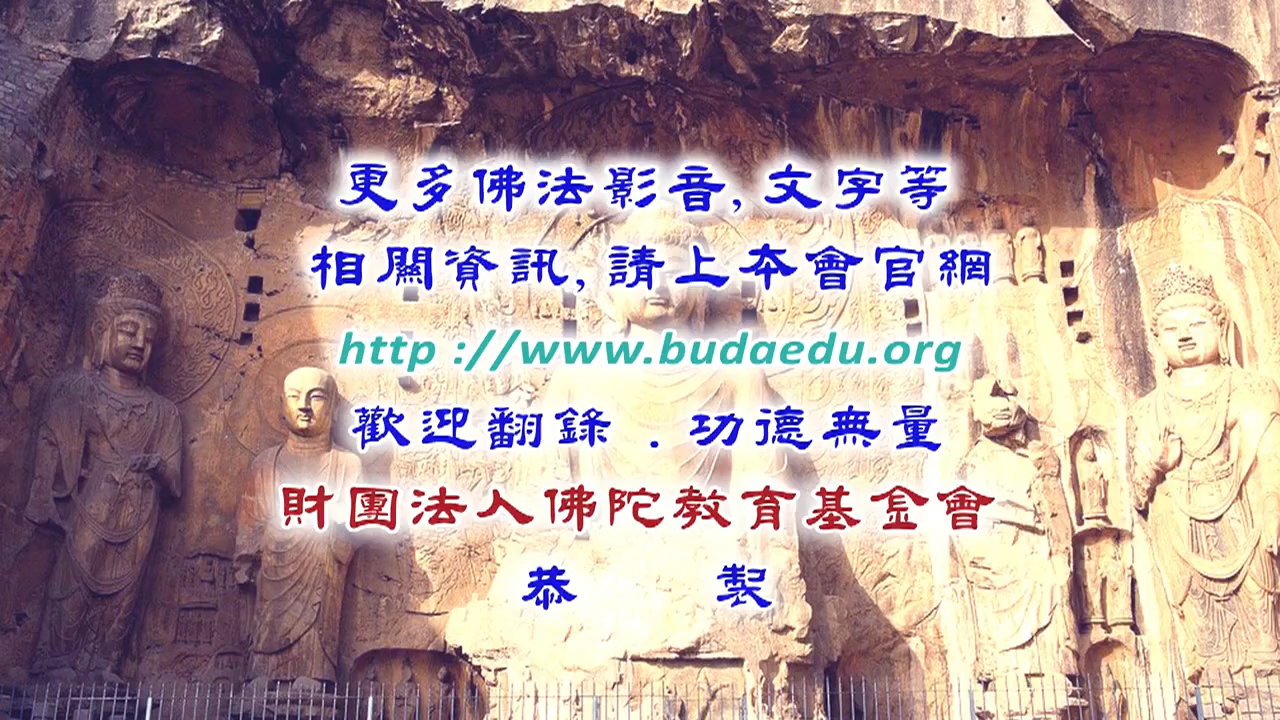 更多佛法影音,文字等
相關資訊,請上本會官網
http ://www.budaedu.org
歡迎翻錄 . 功德無量
財團法人佛陀教育基金會
恭 製